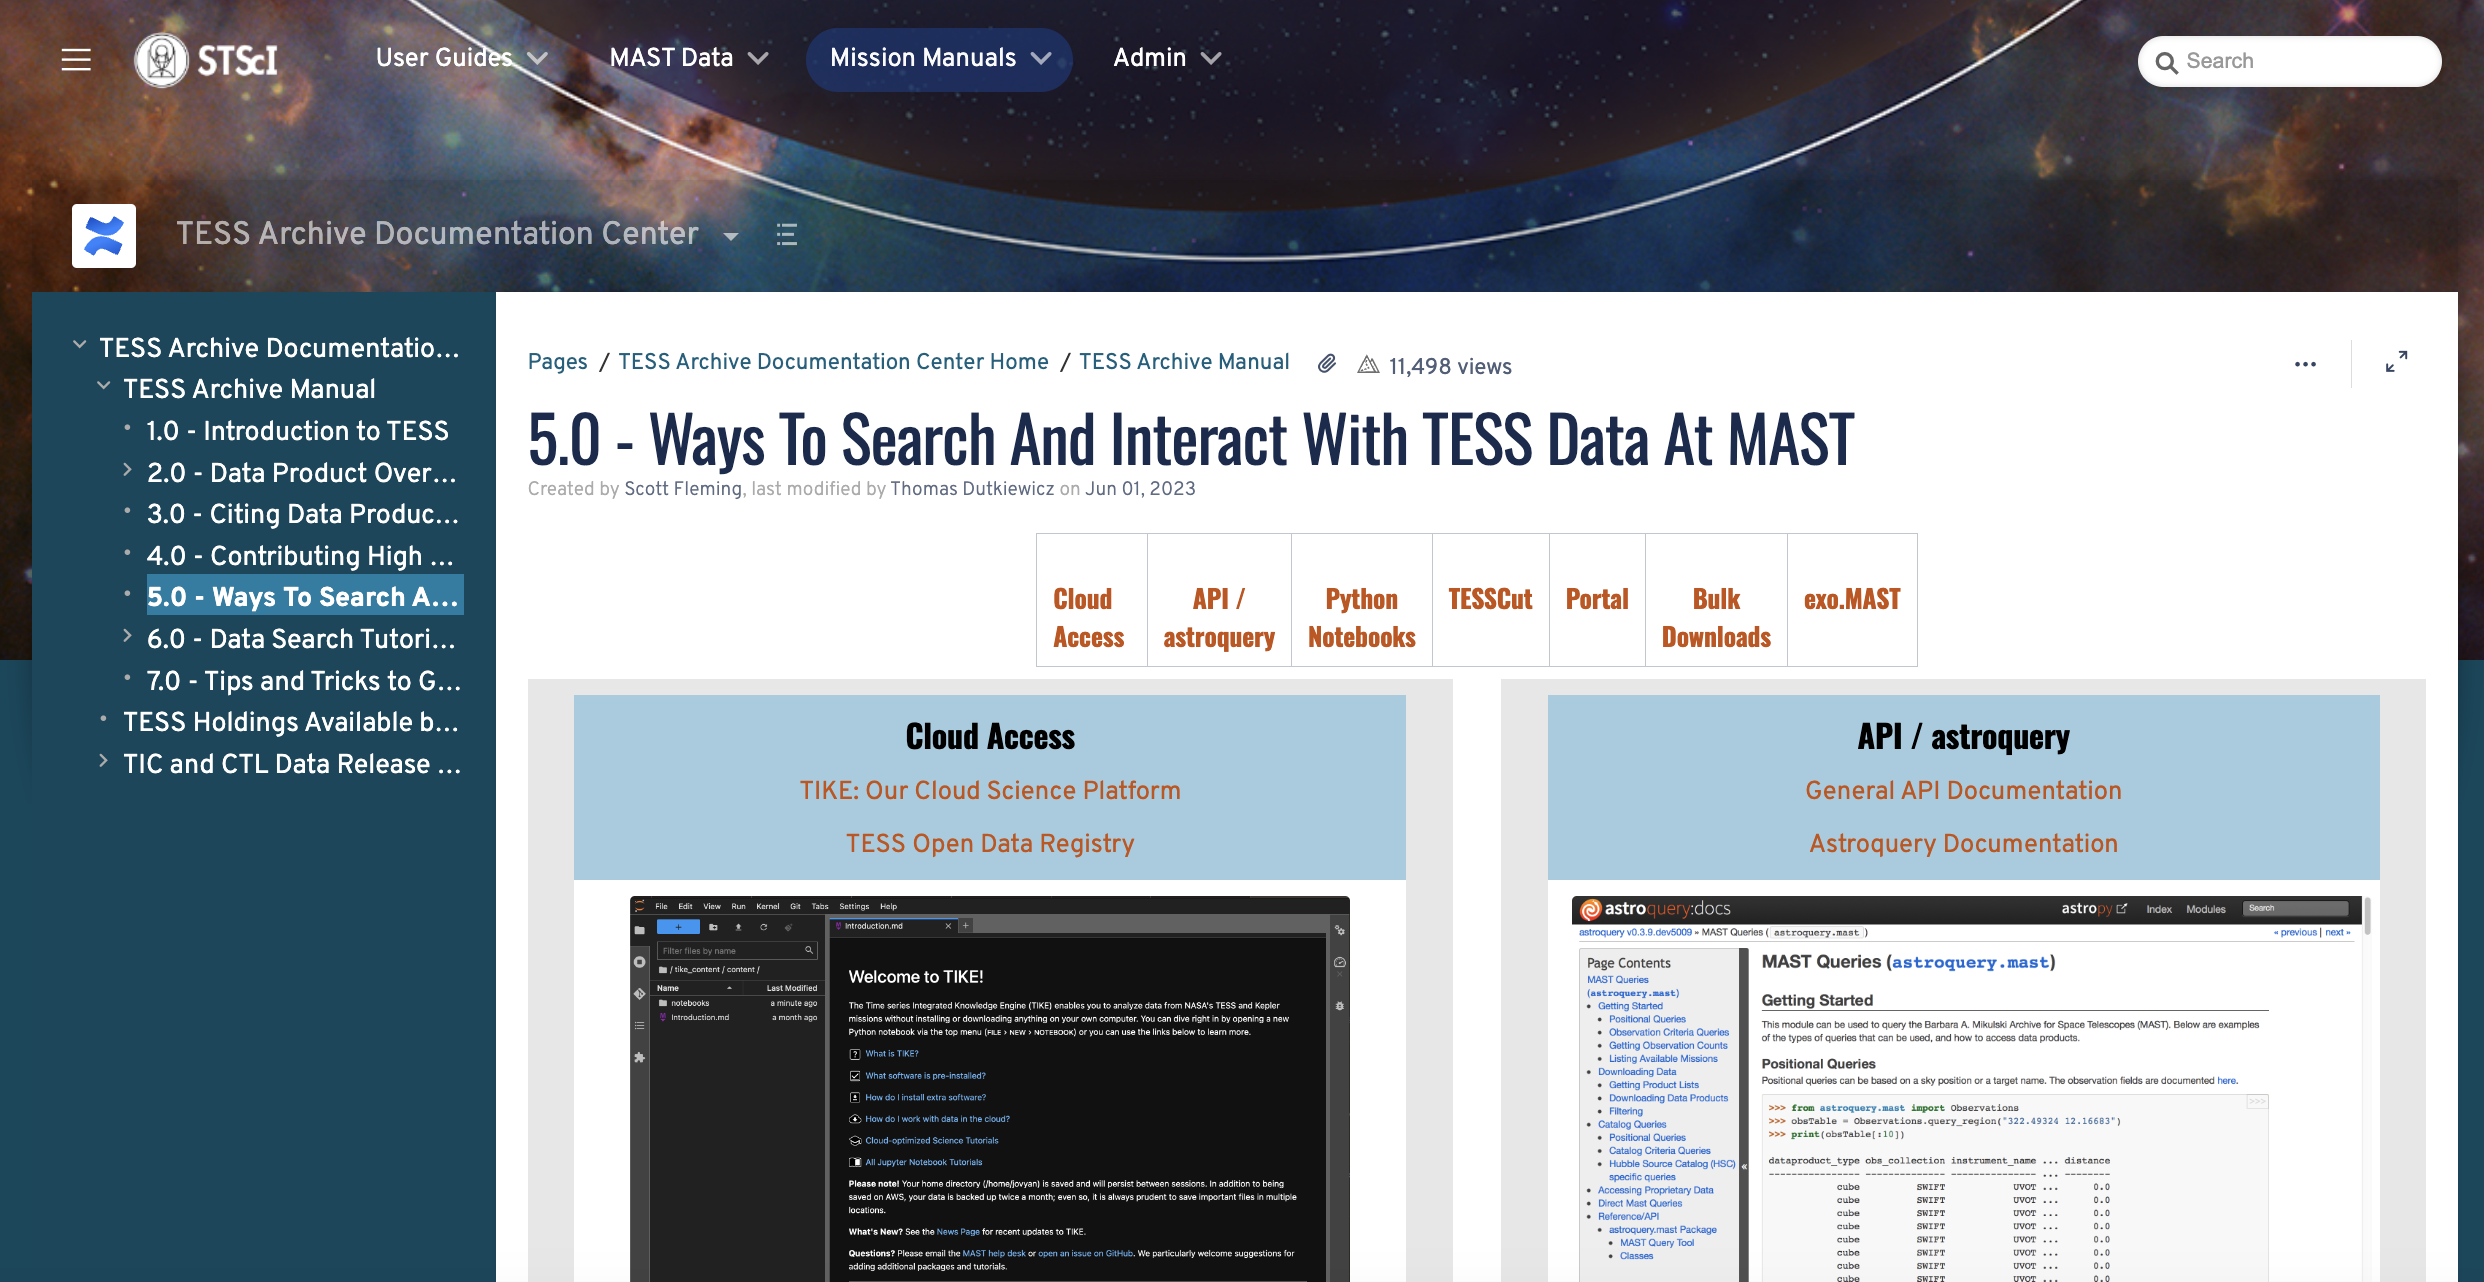 STScI
User Guides
MAST Data
Mission Manuals
Admin
Search
TESS Archive Documentation Center
TESS Archive Documentatio...
TESS Archive Manual
1.0 - Introduction to TESS
2.0 - Data Product Over...
3.0 - Citing Data Produc...
4.0 - Contributing High ...
5.0 - Ways To Search A...
6.0 - Data Search Tutori...
7.0 - Tips and Tricks to G...
TESS Holdings Available b...
TIC and CTL Data Release ...
Pages / TESS Archive Documentation Center Home / TESS Archive Manual 11,498 views
5.0 - Ways To Search And Interact With TESS Data At MAST
Created by Scott Fleming, last modified by Thomas Dutkiewicz on Jun 01, 2023
Cloud
Access
API /
astroquery
Python
Notebooks
TESSCut
Portal
Bulk
Downloads
exo.MAST
Cloud Access
TIKE: Our Cloud Science Platform
TESS Open Data Registry
File Edit View Run Kernel Git Tabs Settings Help
Introduction.md
Filter files by name
/ tike_content / content /
Name Last Modified
notebooks a minute ago
Introduction.md a month ago
Welcome to TIKE!
The Time series Integrated Knowledge Engine (TIKE) enables you to analyze data from NASA's TESS and Kepler
missions without installing or downloading anything on your own computer. You can dive right in by opening a new
Python notebook via the top menu (FILE > NEW > NOTEBOOK) or you can use the links below to learn more.
What is TIKE?
What software is pre-installed?
How do I install extra software?
How do I work with data in the cloud?
Cloud-optimized Science Tutorials
All Jupyter Notebook Tutorials
Please note! Your home directory (/home/jovyan) is saved and will persist between sessions. In addition to being
saved on AWS, your data is backed up twice a month; even so, it is always prudent to save important files in multiple
locations.
What's New? See the News Page for recent updates to TIKE.
Questions? Please email the MAST help desk or open an issue on GitHub. We particularly welcome suggestions for
adding additional packages and tutorials.
API / astroquery
General API Documentation
Astroquery Documentation
astroquery:docs
astropy Index Modules Search
astroquery v0.3.9.dev5009 » MAST Queries (astroquery.mast)
« previous | next »
Page Contents
MAST Queries
(astroquery.mast)
Getting Started
Positional Queries
Observation Criteria Queries
Getting Observation Counts
Listing Available Missions
Downloading Data
Getting Product Lists
Downloading Data Products
Filtering
Catalog Queries
Positional Queries
Catalog Criteria Queries
Hubble Source Catalog (HSC)
specific queries
Accessing Proprietary Data
Direct Mast Queries
Reference/API
astroquery.mast Package
MAST Query Tool
Classes
«
MAST Queries (astroquery.mast)
Getting Started
This module can be used to query the Barbara A. Mikulski Archive for Space Telescopes (MAST). Below are examples
of the types of queries that can be used, and how to access data products.
Positional Queries
Positional queries can be based on a sky position or a target name. The observation fields are documented here.
>>>
>>> from astroquery.mast import Observations
>>> obsTable = Observations.query_region("322.49324 12.16683")
>>> print(obsTable[:10])
dataproduct_type obs_collection instrument_name ... distance
---------------- -------------- --------------- ... --------
cube SWIFT UVOT ... 0.0
cube SWIFT UVOT ... 0.0
cube SWIFT UVOT ... 0.0
cube SWIFT UVOT ... 0.0
cube SWIFT UVOT ... 0.0
cube SWIFT UVOT ... 0.0
cube SWIFT UVOT ... 0.0
cube SWIFT UVOT ... 0.0